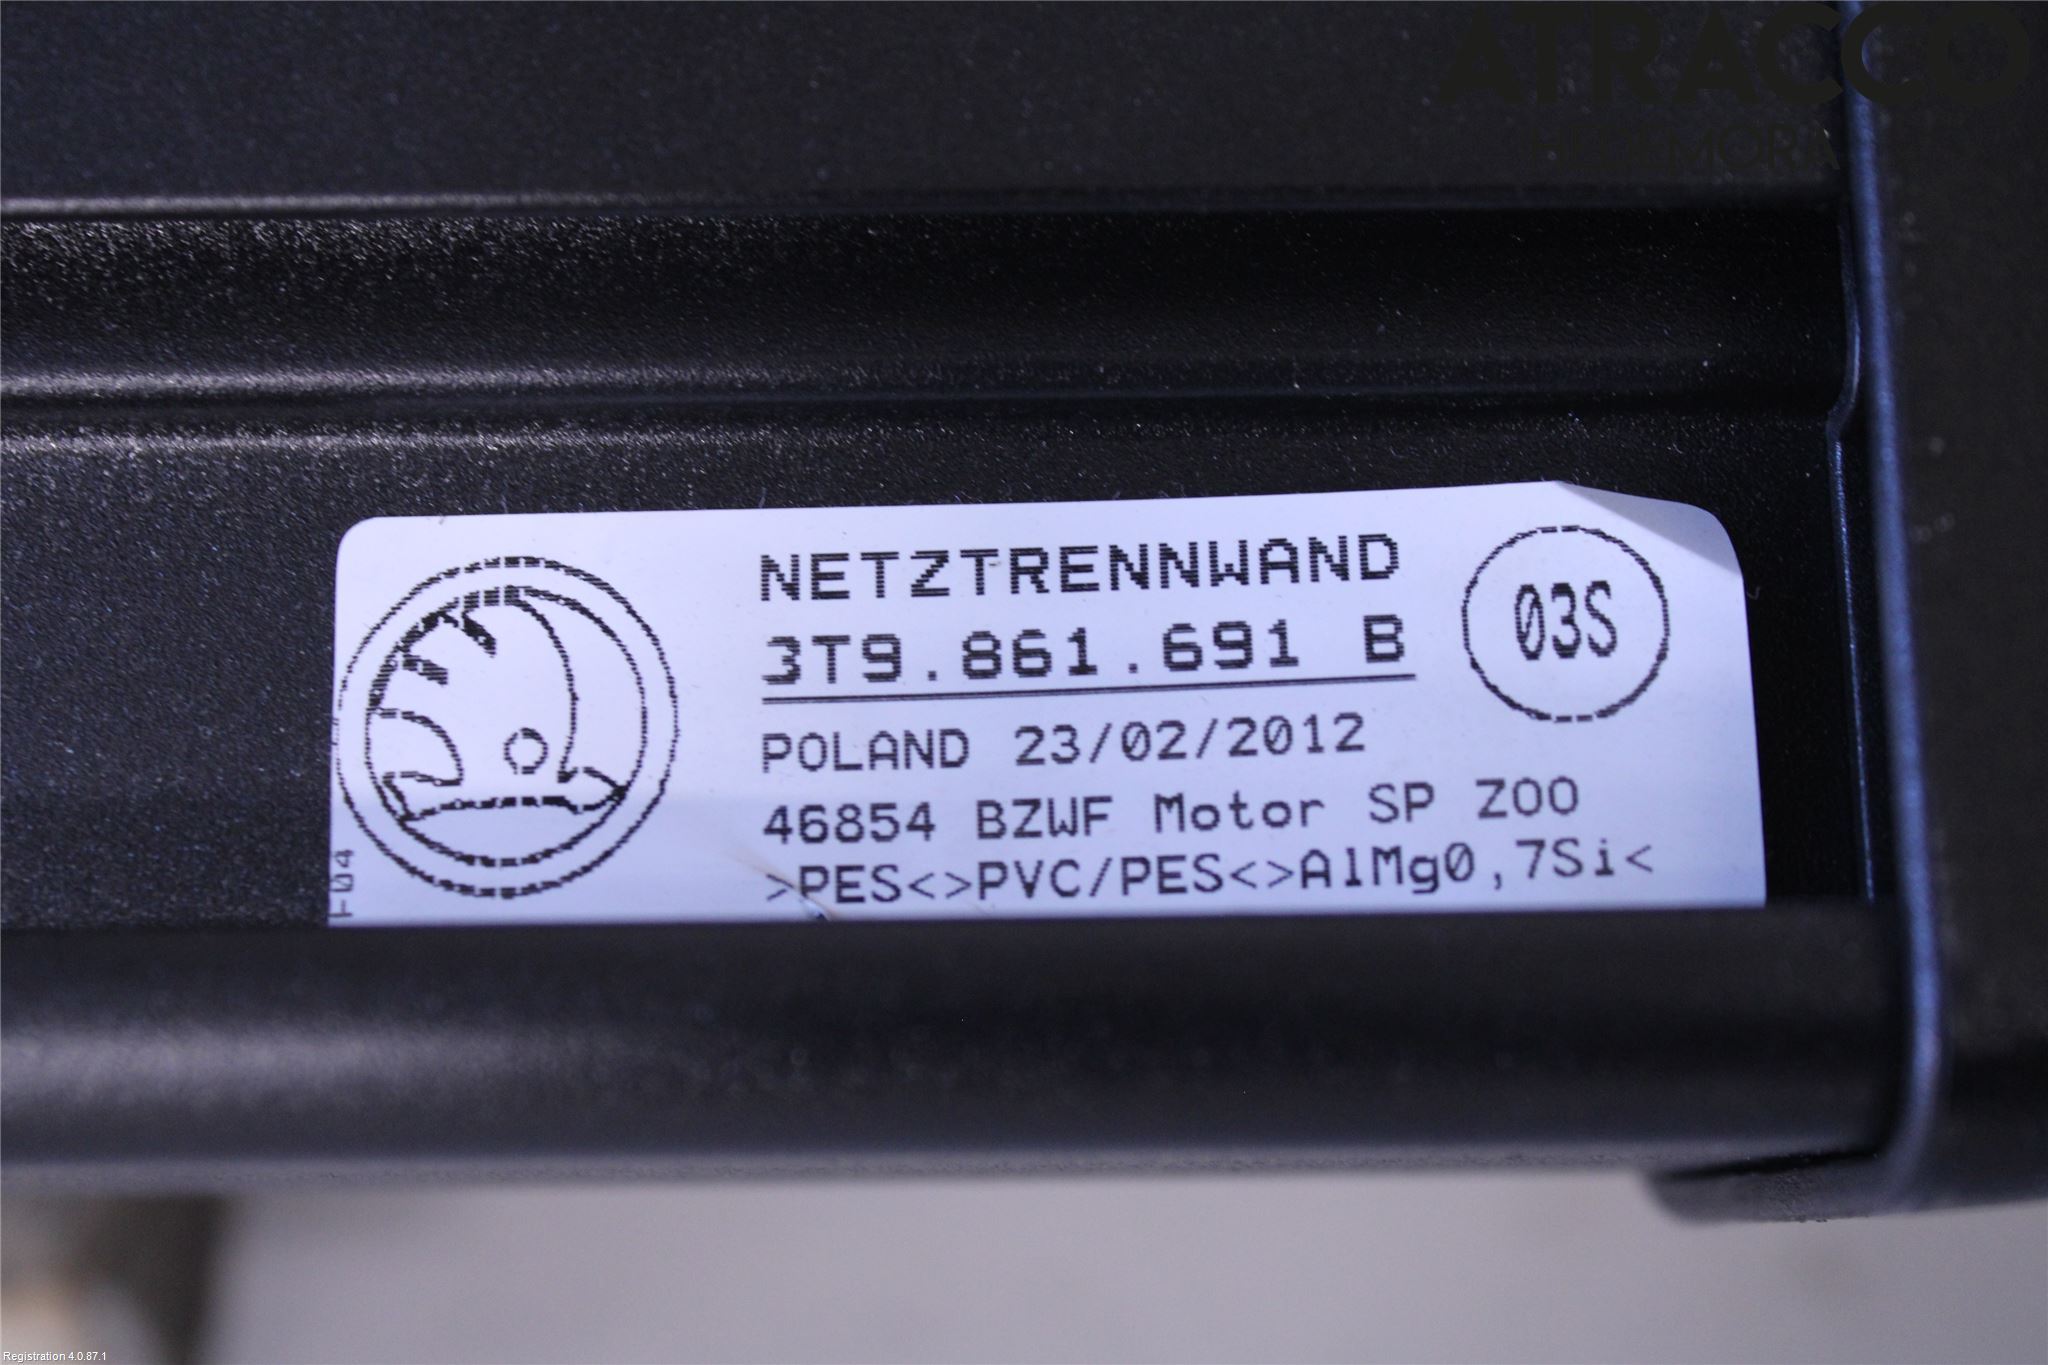 ATRACCO
HEDEMORA
NETZTRENNWAND
3T9.861.691 B
03S
POLAND 23/02/2012
46854 BZWF Motor SP ZOO
>PES<>PVC/PES<>AlMg0,7Si<
Registration 4.0.87.1